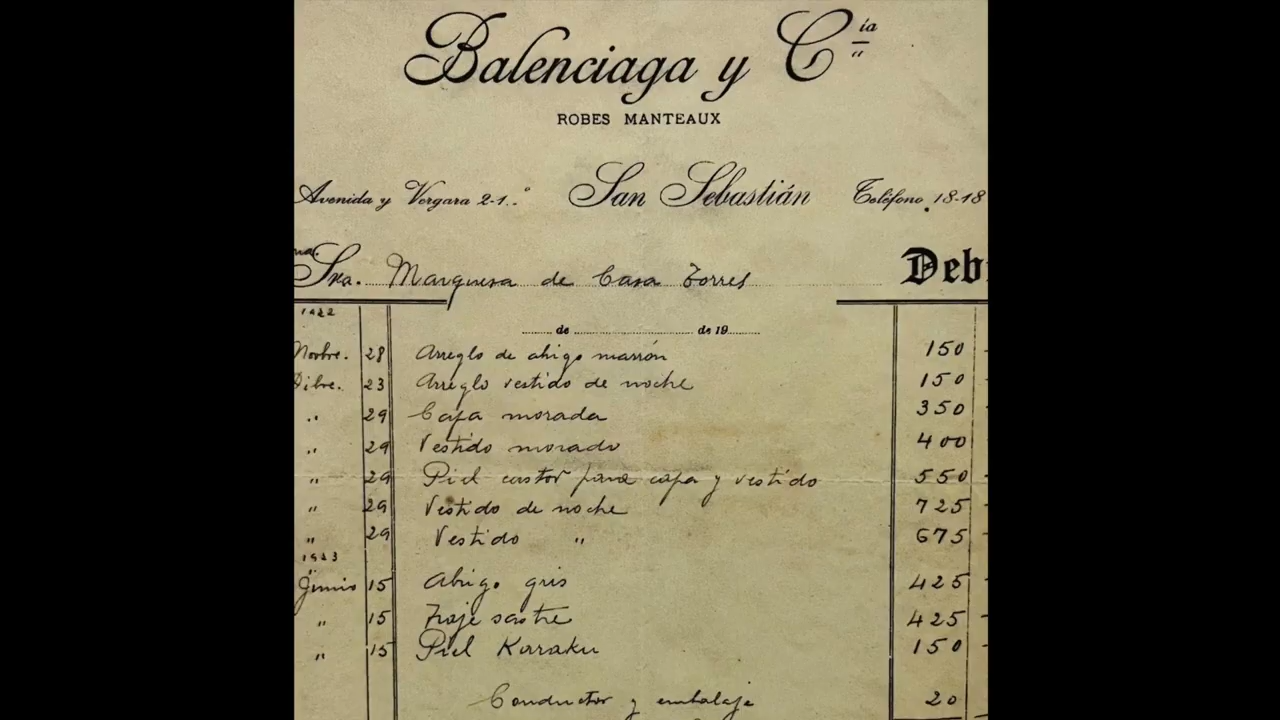 Balenciaga y Cía
ROBES MANTEAUX
Avenida y Vergara 2-1.º San Sebastián Teléfono 18-18
Sra. Marquesa de Casa Torres Deb
1922
de de 19
Novbre. 28 Arreglo de abrigo marrón 150
Dibre. 23 Arreglo vestido de noche 150
" 29 Capa morada 350
" 29 Vestido morado 400
" 29 Piel castor para capa y vestido 550
" 29 Vestido de noche 725
" 29 Vestido " 675
1923
Junio 15 Abrigo gris 425
" 15 Traje sastre 425
" 15 Piel Karaku 150
Conductor y embalaje 20